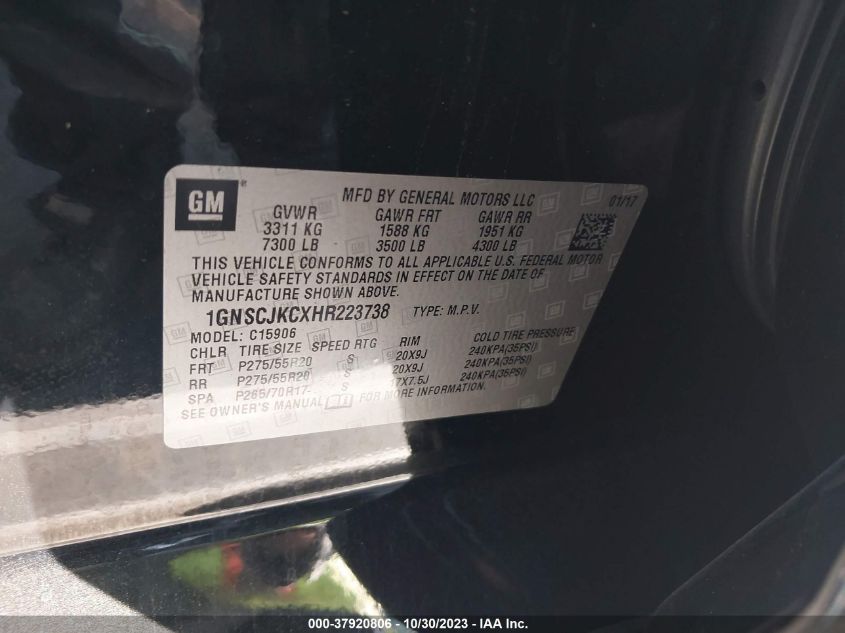 GM ®
MFD BY GENERAL MOTORS LLC 01/17
GVWR GAWR FRT GAWR RR
3311 KG 1588 KG 1951 KG
7300 LB 3500 LB 4300 LB
THIS VEHICLE CONFORMS TO ALL APPLICABLE U.S. FEDERAL MOTOR
VEHICLE SAFETY STANDARDS IN EFFECT ON THE DATE OF
MANUFACTURE SHOWN ABOVE.
1GNSCJKCXHR223738 TYPE: M.P.V.
MODEL: C15906
CHLR TIRE SIZE SPEED RTG RIM COLD TIRE PRESSURE
FRT P275/55R20 S 20X9J 240KPA(35PSI)
RR P275/55R20 S 20X9J 240KPA(35PSI)
SPA P265/70R17- S 17X7.5J 240KPA(35PSI)
SEE OWNER'S MANUAL FOR MORE INFORMATION.
000-37920806 - 10/30/2023 - IAA Inc.